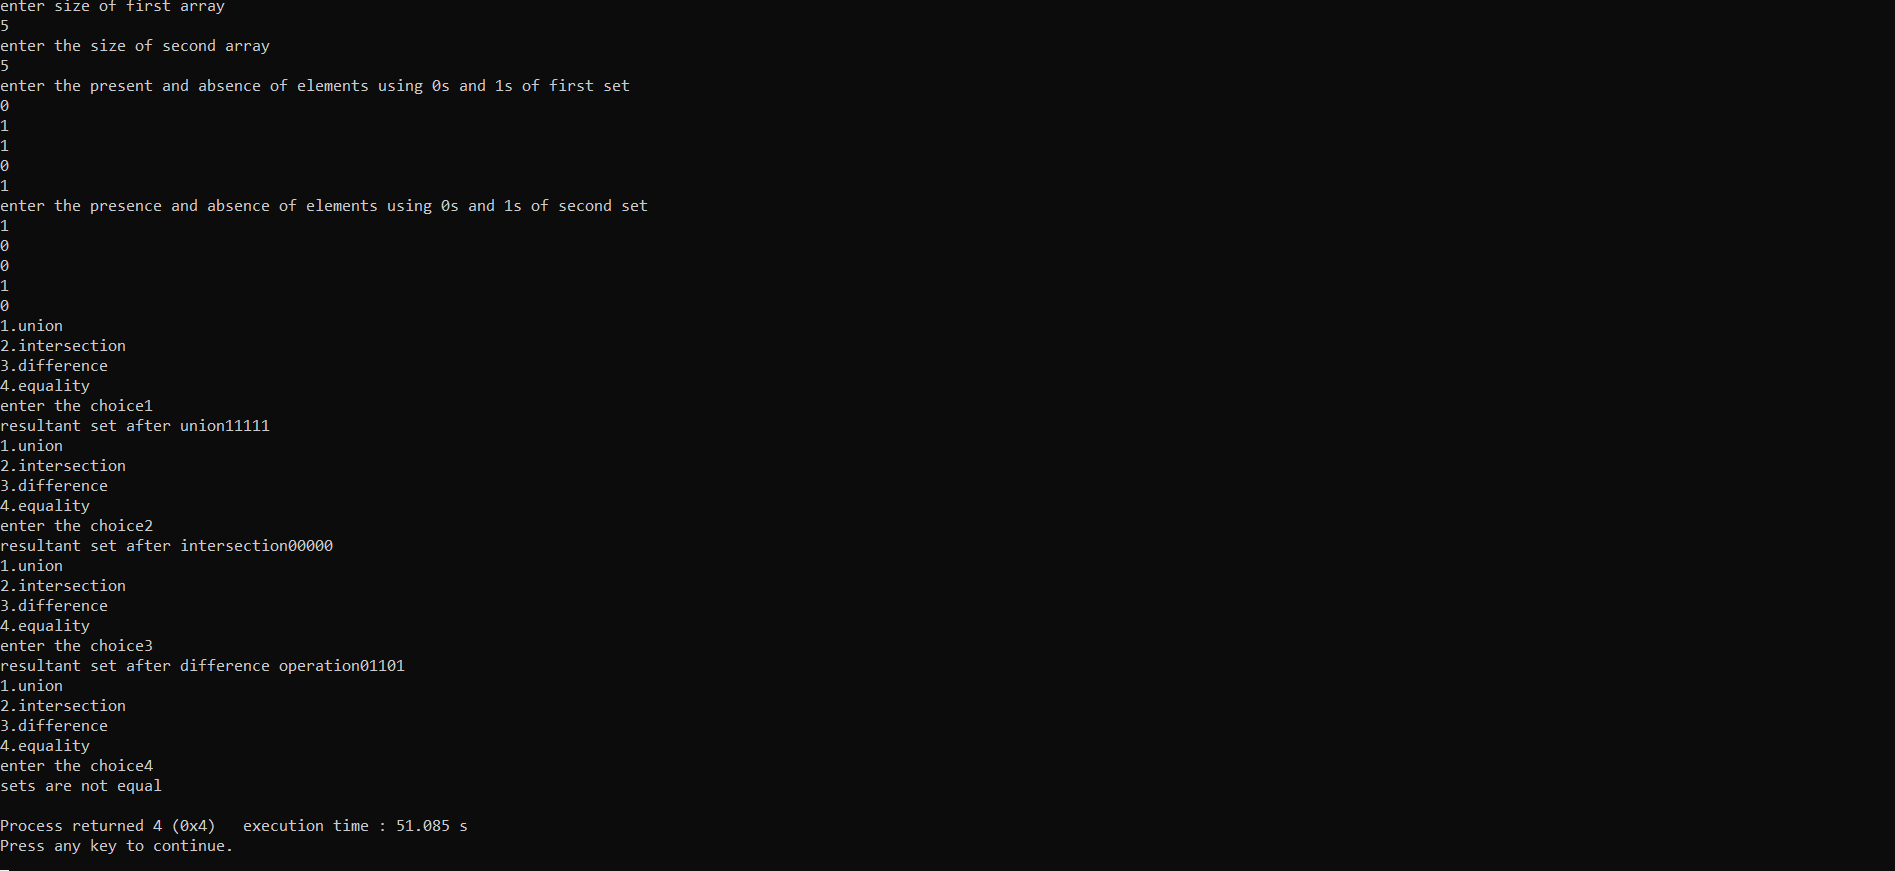 enter size of first array
5
enter the size of second array
5
enter the present and absence of elements using 0s and 1s of first set
0
1
1
0
1
enter the presence and absence of elements using 0s and 1s of second set
1
0
0
1
0
1.union
2.intersection
3.difference
4.equality
enter the choice1
resultant set after union11111
1.union
2.intersection
3.difference
4.equality
enter the choice2
resultant set after intersection00000
1.union
2.intersection
3.difference
4.equality
enter the choice3
resultant set after difference operation01101
1.union
2.intersection
3.difference
4.equality
enter the choice4
sets are not equal
Process returned 4 (0x4)   execution time : 51.085 s
Press any key to continue.